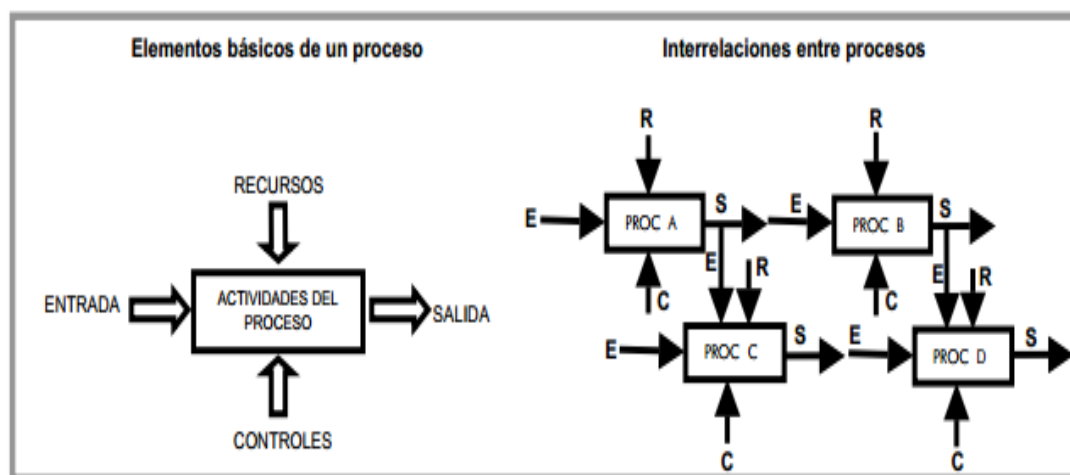 Elementos básicos de un proceso
Interrelaciones entre procesos
RECURSOS
ENTRADA
ACTIVIDADES DEL
PROCESO
SALIDA
CONTROLES
R
R
E
PROC A
S
E
PROC B
S
E
R
E
R
C
C
E
PROC C
S
E
PROC D
S
C
C